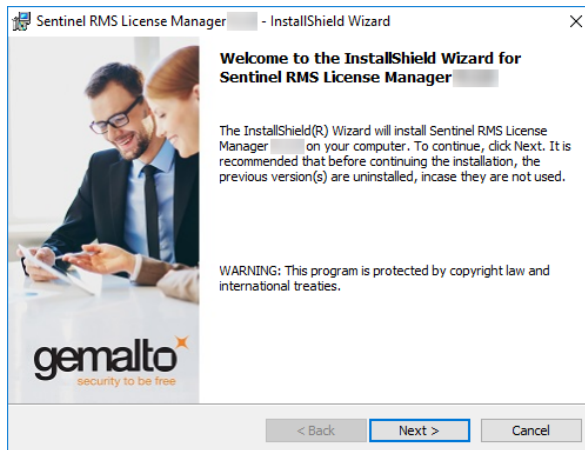 Sentinel RMS License Manager - InstallShield Wizard
Welcome to the InstallShield Wizard for
Sentinel RMS License Manager
The InstallShield(R) Wizard will install Sentinel RMS License
Manager on your computer. To continue, click Next. It is
recommended that before continuing the installation, the
previous version(s) are uninstalled, incase they are not used.
WARNING: This program is protected by copyright law and
international treaties.
gemalto
security to be free
< Back Next > Cancel